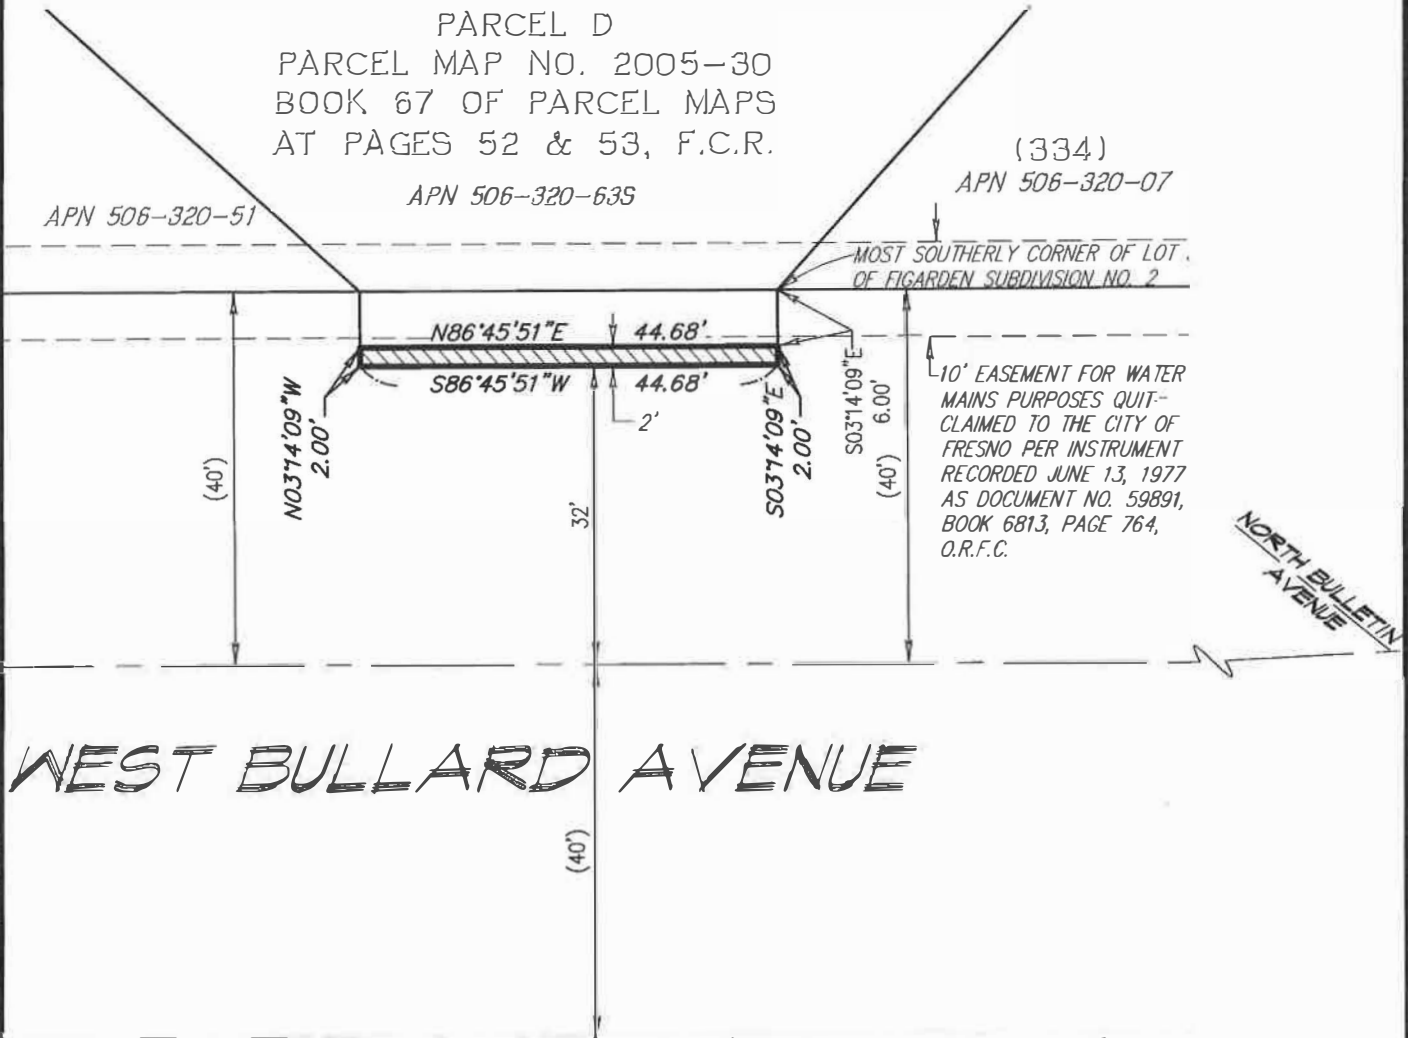 PARCEL D
PARCEL MAP NO. 2005-30
BOOK 67 OF PARCEL MAPS
AT PAGES 52 & 53, F.C.R.
APN 506-320-63S
(334)
APN 506-320-07
APN 506-320-51
MOST SOUTHERLY CORNER OF LOT
OF FIGARDEN SUBDIVISION NO. 2
N86°45'51"E 44.68'
S86°45'51"W 44.68'
2'
N03°14'09"W
2.00'
S03°14'09"E
2.00'
S03°14'09"E
6.00'
(40')
(40')
32'
10' EASEMENT FOR WATER
MAINS PURPOSES QUIT-
CLAIMED TO THE CITY OF
FRESNO PER INSTRUMENT
RECORDED JUNE 13, 1977
AS DOCUMENT NO. 59891,
BOOK 6813, PAGE 764,
O.R.F.C.
NORTH BULLETIN
AVENUE
WEST BULLARD AVENUE
(40')